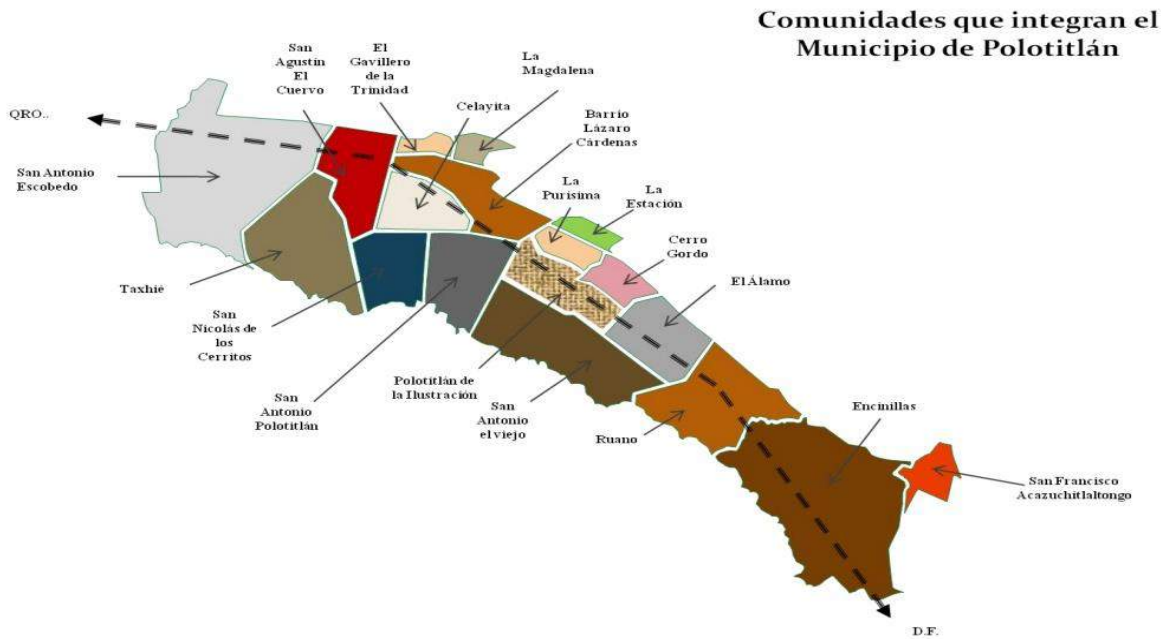 Comunidades que integran el
Municipio de Polotitlán
San
Agustín
El
Cuervo
El
Gavillero
de la
Trinidad
La
Magdalena
Celayita
Barrio
Lázaro
Cárdenas
QRO..
San Antonio
Escobedo
La
Purísima
La
Estación
Cerro
Gordo
El Álamo
Taxhié
San
Nicolás de
los
Cerritos
San
Antonio
Polotitlán
Polotitlán de
la Ilustración
San
Antonio
el viejo
Ruano
Encinillas
San Francisco
Acazuchitlaltongo
D.F.